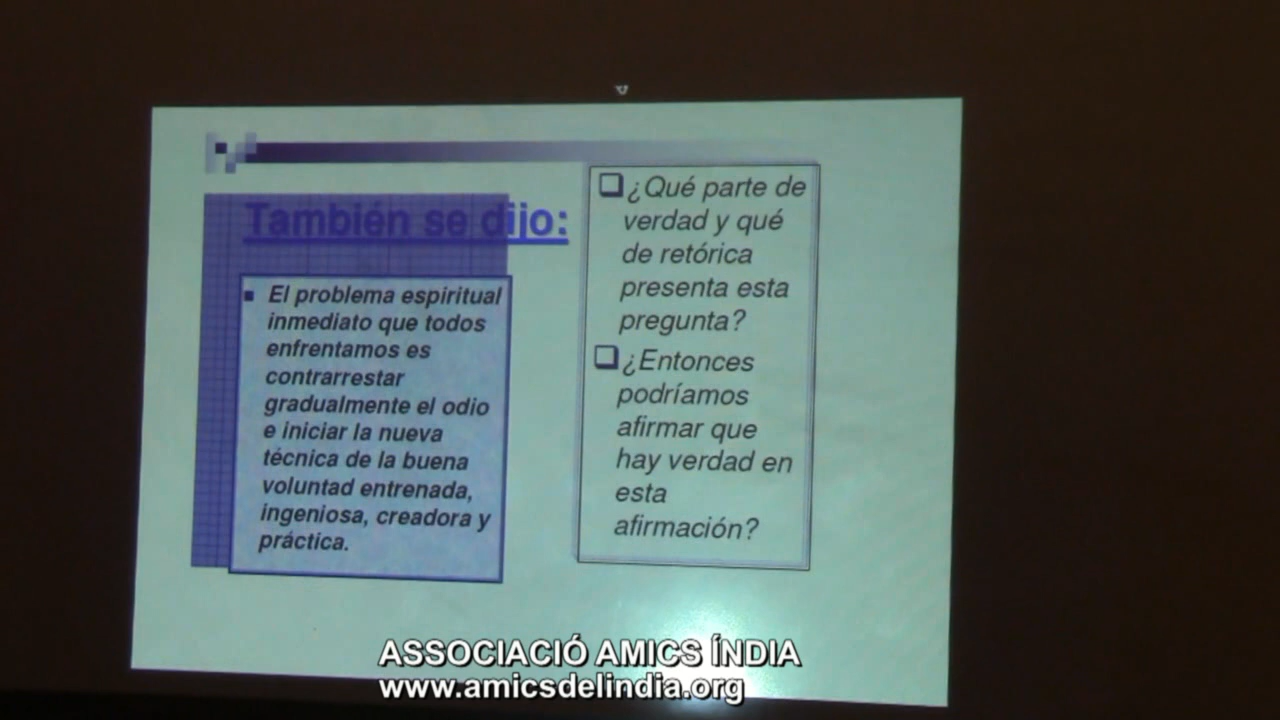 También se dijo:
El problema espiritual
inmediato que todos
enfrentamos es
contrarrestar
gradualmente el odio
e iniciar la nueva
técnica de la buena
voluntad entrenada,
ingeniosa, creadora y
práctica.
¿Qué parte de
verdad y qué
de retórica
presenta esta
pregunta?
¿Entonces
podríamos
afirmar que
hay verdad en
esta
afirmación?
ASSOCIACIÓ AMICS ÍNDIA
www.amicsdelindia.org